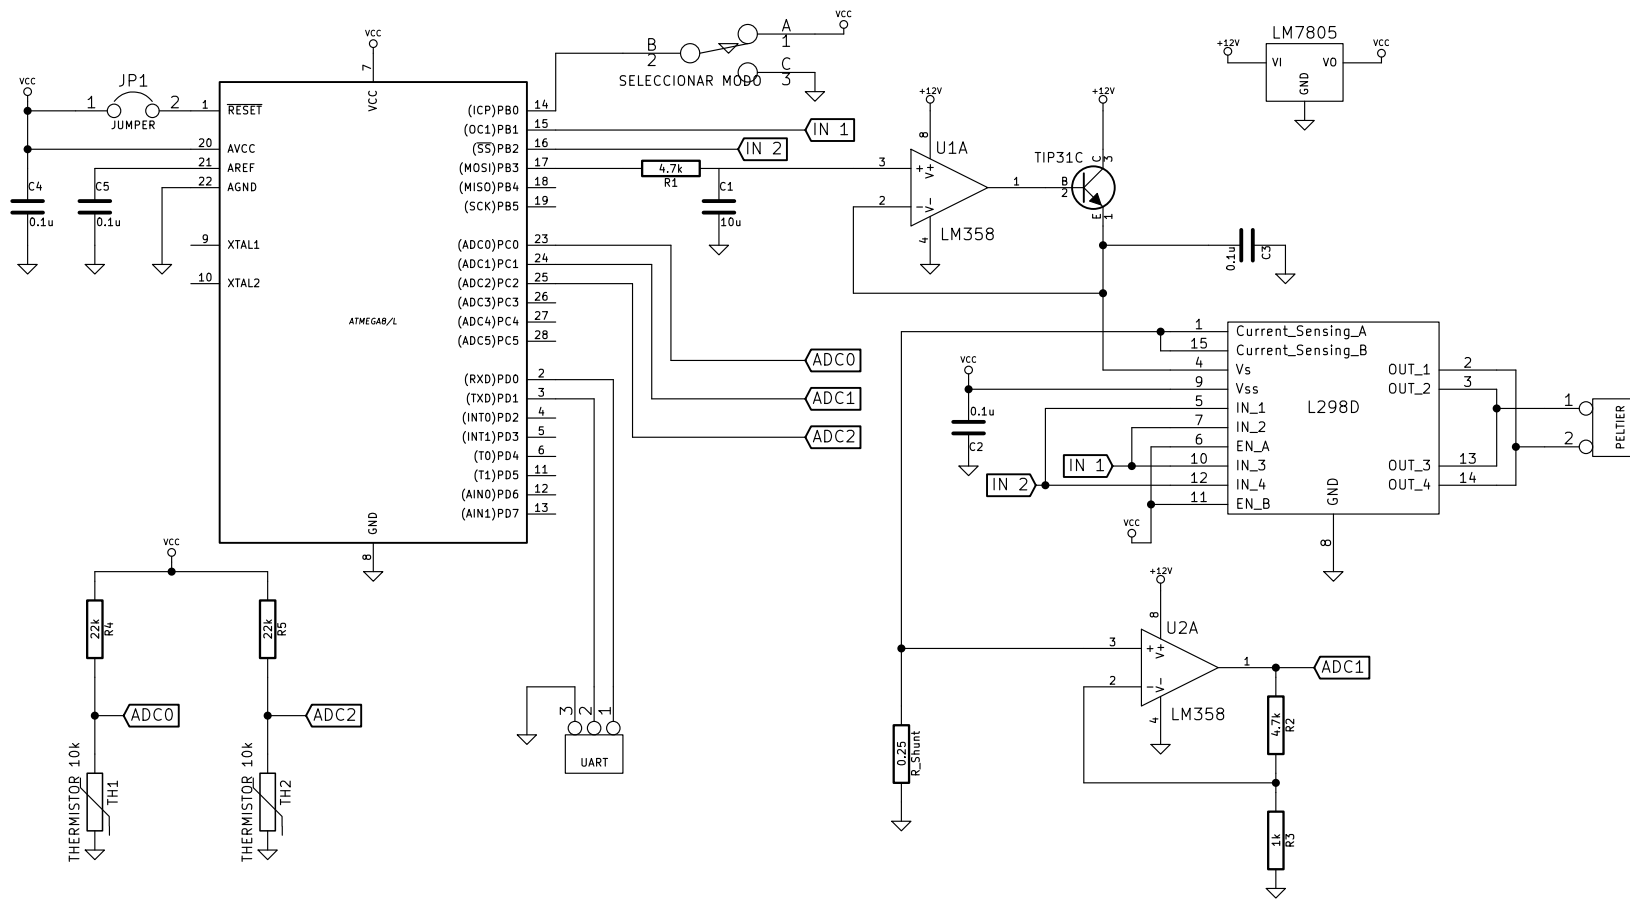 VCC
JP1
1
2
JUMPER
C4
0.1u
C5
0.1u
VCC
7
VCC
1
RESET
20
AVCC
21
AREF
22
AGND
9
XTAL1
10
XTAL2
ATMEGA8/L
GND
8
(ICP)PB0
14
(OC1)PB1
15
(SS)PB2
16
(MOSI)PB3
17
(MISO)PB4
18
(SCK)PB5
19
(ADC0)PC0
23
(ADC1)PC1
24
(ADC2)PC2
25
(ADC3)PC3
26
(ADC4)PC4
27
(ADC5)PC5
28
(RXD)PD0
2
(TXD)PD1
3
(INT0)PD2
4
(INT1)PD3
5
(T0)PD4
6
(T1)PD5
11
(AIN0)PD6
12
(AIN1)PD7
13
B
2
A
1
C
3
SELECCIONAR MODO
VCC
IN 1
IN 2
4.7k
R1
C1
10u
ADC0
ADC1
ADC2
+12V
8
U1A
3
+
V+
2
-
V-
4
1
LM358
+12V
TIP31C
C
3
B
2
E
1
0.1u
C3
LM7805
+12V
VI
VO
GND
VCC
1
Current_Sensing_A
15
Current_Sensing_B
4
Vs
9
Vss
5
IN_1
7
IN_2
6
EN_A
10
IN_3
12
IN_4
11
EN_B
L298D
OUT_1
2
OUT_2
3
OUT_3
13
OUT_4
14
GND
8
VCC
0.1u
C2
IN 1
IN 2
VCC
1
2
PELTIER
VCC
22k
R4
22k
R5
ADC0
ADC2
THERMISTOR 10k
TH1
THERMISTOR 10k
TH2
3
2
1
UART
0.25
R_Shunt
+12V
8
U2A
3
+
V+
2
-
V-
4
1
LM358
ADC1
4.7k
R2
1k
R3